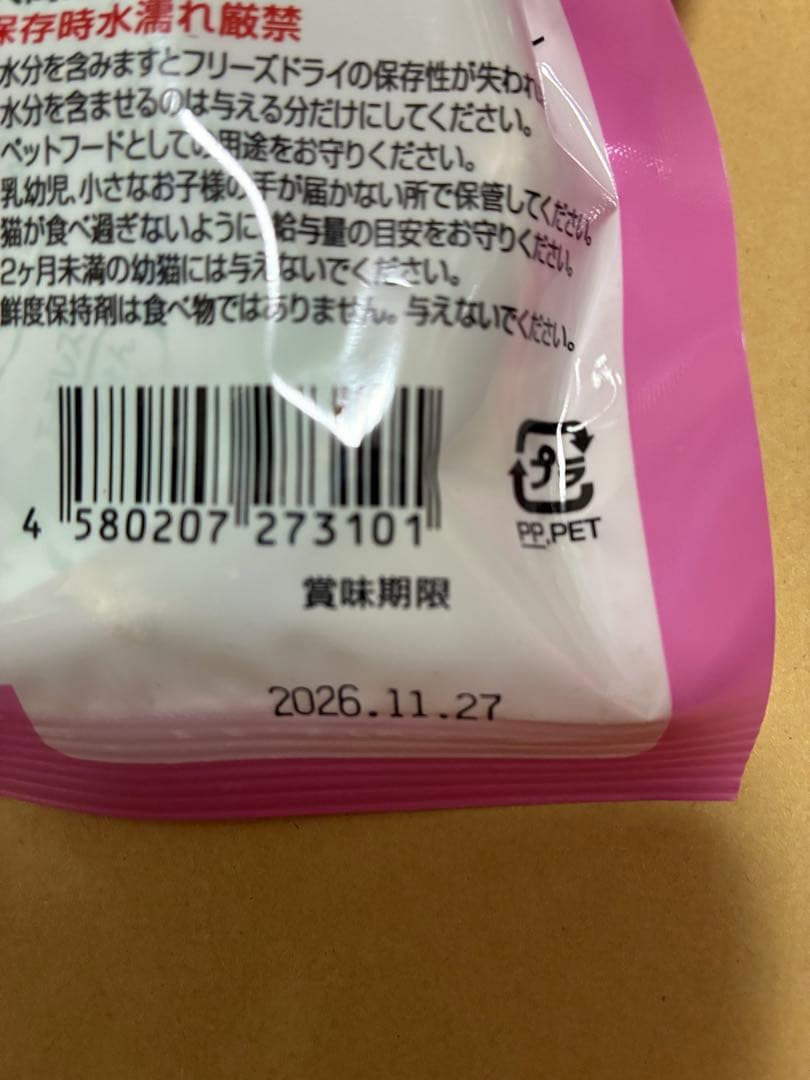 保存時水濡れ厳禁
水分を含みますとフリーズドライの保存性が失われ
水分を含ませるのは与える分だけにしてください。
ペットフードとしての用途をお守りください。
乳幼児、小さなお子様の手が届かない所で保管してください。
猫が食べ過ぎないように、給与量の目安をお守りください。
2ヶ月未満の幼猫には与えないでください。
鮮度保持剤は食べ物ではありません。与えないでください。
4 580207 273101
プラ
PP,PET
賞味期限
2026.11.27